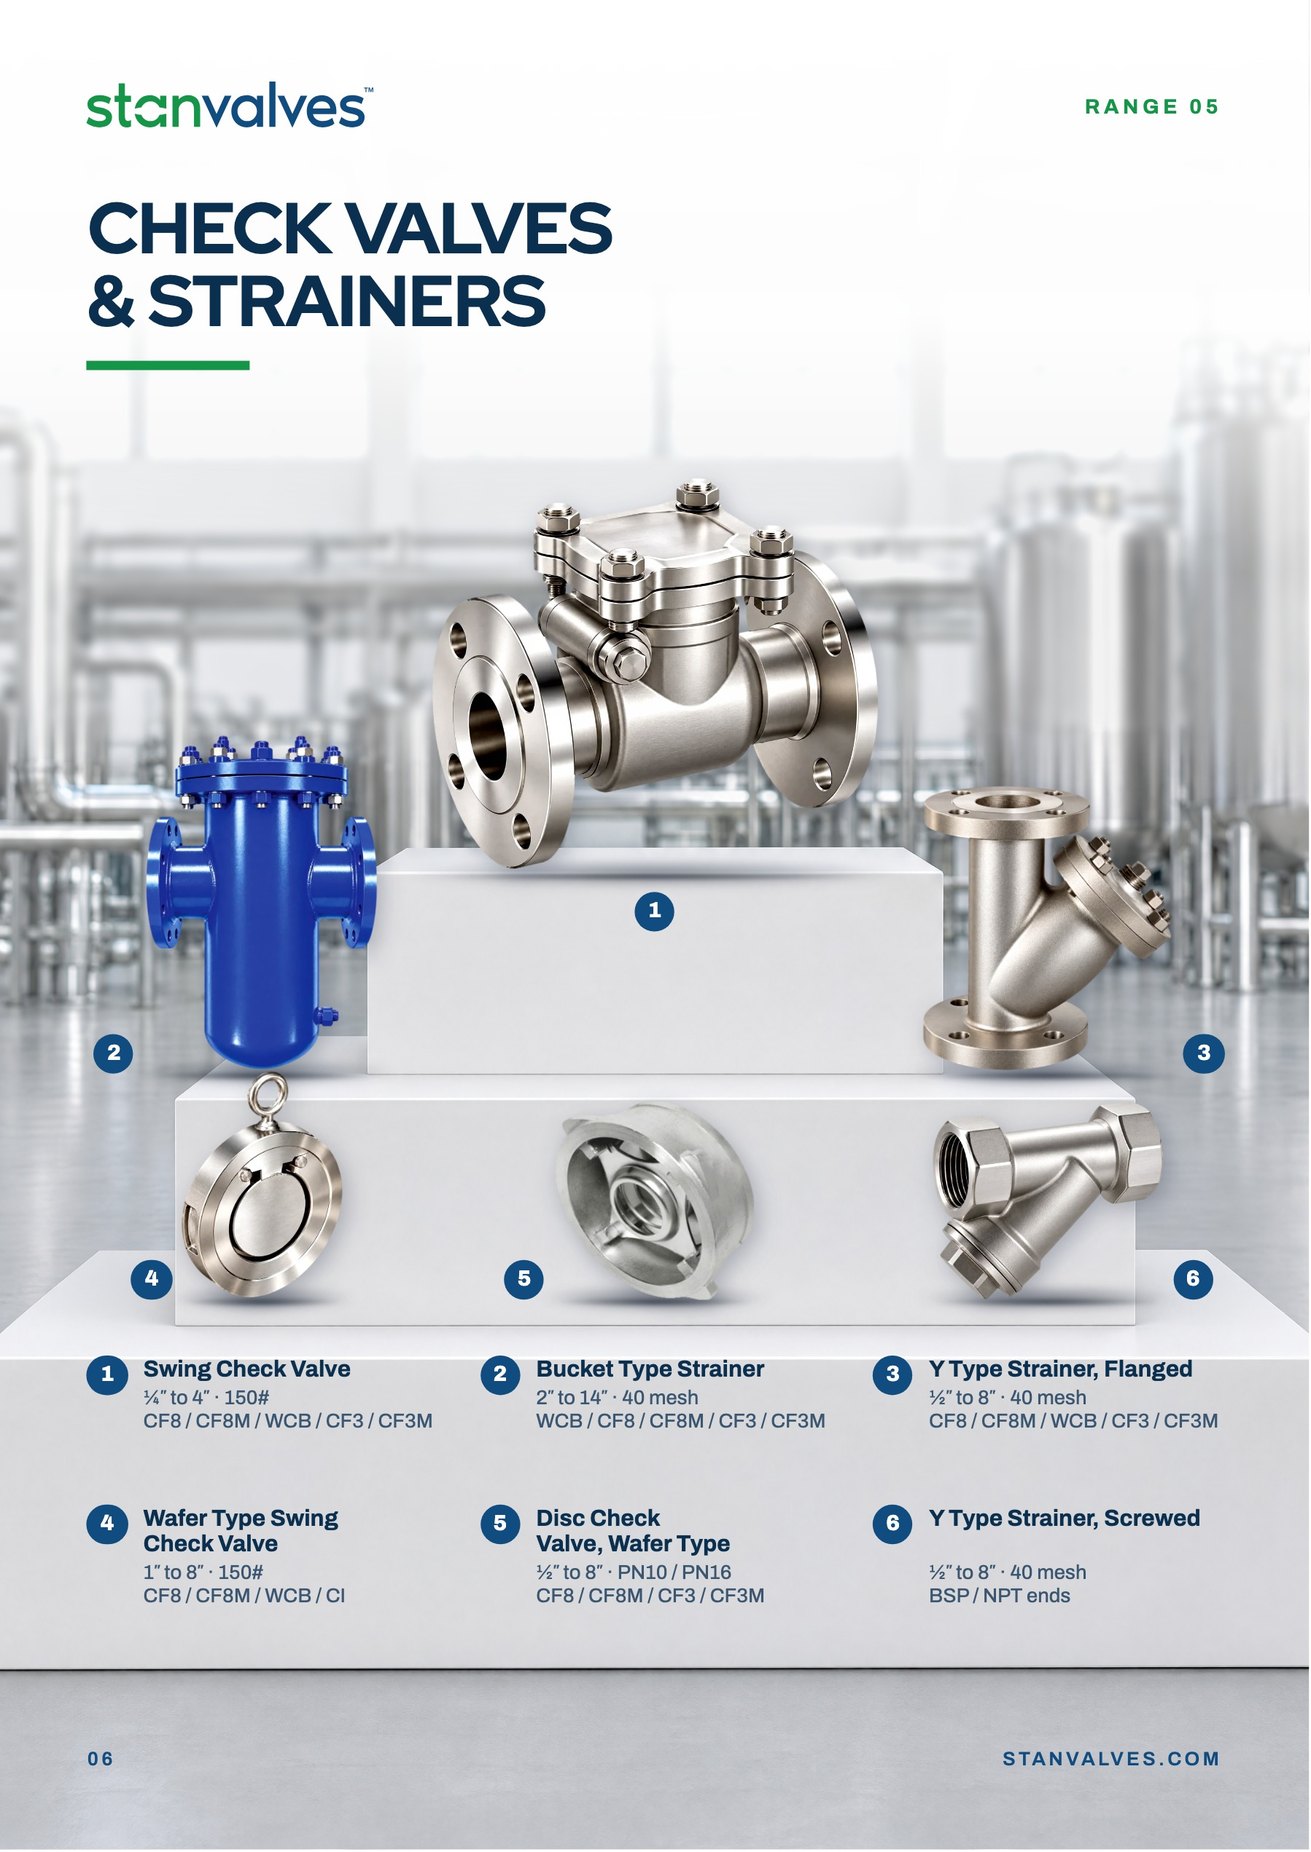 stanvalves™
RANGE 05
CHECK VALVES
& STRAINERS
1
2
3
4
5
6
1 Swing Check Valve
¼″ to 4″ · 150#
CF8 / CF8M / WCB / CF3 / CF3M
2 Bucket Type Strainer
2″ to 14″ · 40 mesh
WCB / CF8 / CF8M / CF3 / CF3M
3 Y Type Strainer, Flanged
½″ to 8″ · 40 mesh
CF8 / CF8M / WCB / CF3 / CF3M
4 Wafer Type Swing
Check Valve
1″ to 8″ · 150#
CF8 / CF8M / WCB / CI
5 Disc Check
Valve, Wafer Type
½″ to 8″ · PN10 / PN16
CF8 / CF8M / CF3 / CF3M
6 Y Type Strainer, Screwed
½″ to 8″ · 40 mesh
BSP / NPT ends
06
STANVALVES.COM